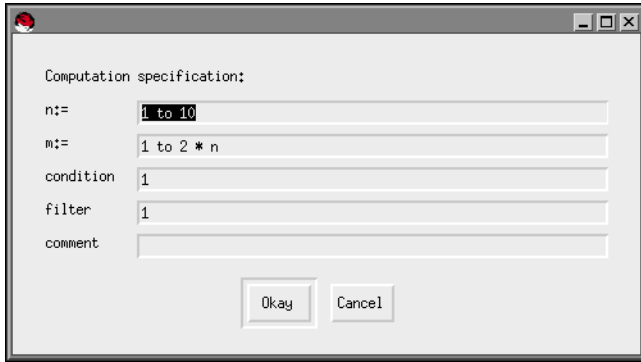 Computation specification:
n:= 1 to 10
m:= 1 to 2 * n
condition 1
filter 1
comment
Okay Cancel